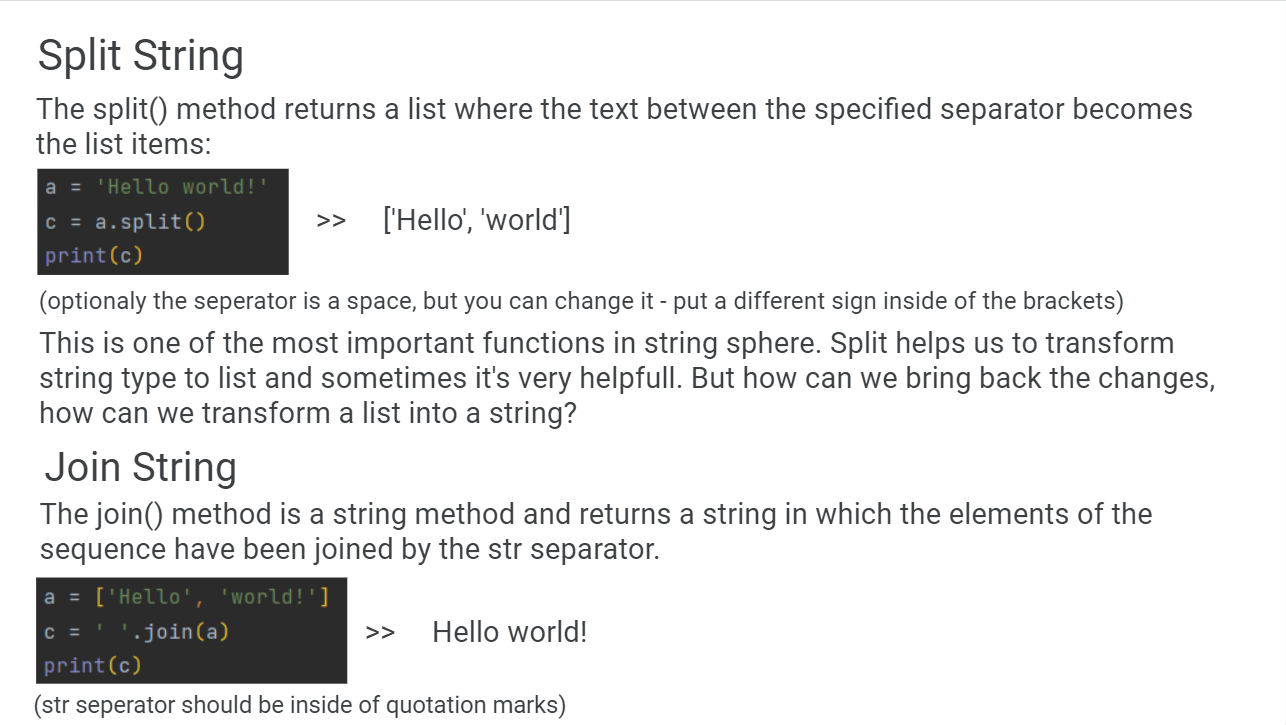 Split String
The split() method returns a list where the text between the specified separator becomes
the list items:
a = 'Hello world!'
c = a.split()
print(c)
>> ['Hello', 'world']
(optionaly the seperator is a space, but you can change it - put a different sign inside of the brackets)
This is one of the most important functions in string sphere. Split helps us to transform
string type to list and sometimes it's very helpfull. But how can we bring back the changes,
how can we transform a list into a string?
Join String
The join() method is a string method and returns a string in which the elements of the
sequence have been joined by the str separator.
a = ['Hello', 'world!']
c = ' '.join(a)
print(c)
>> Hello world!
(str seperator should be inside of quotation marks)